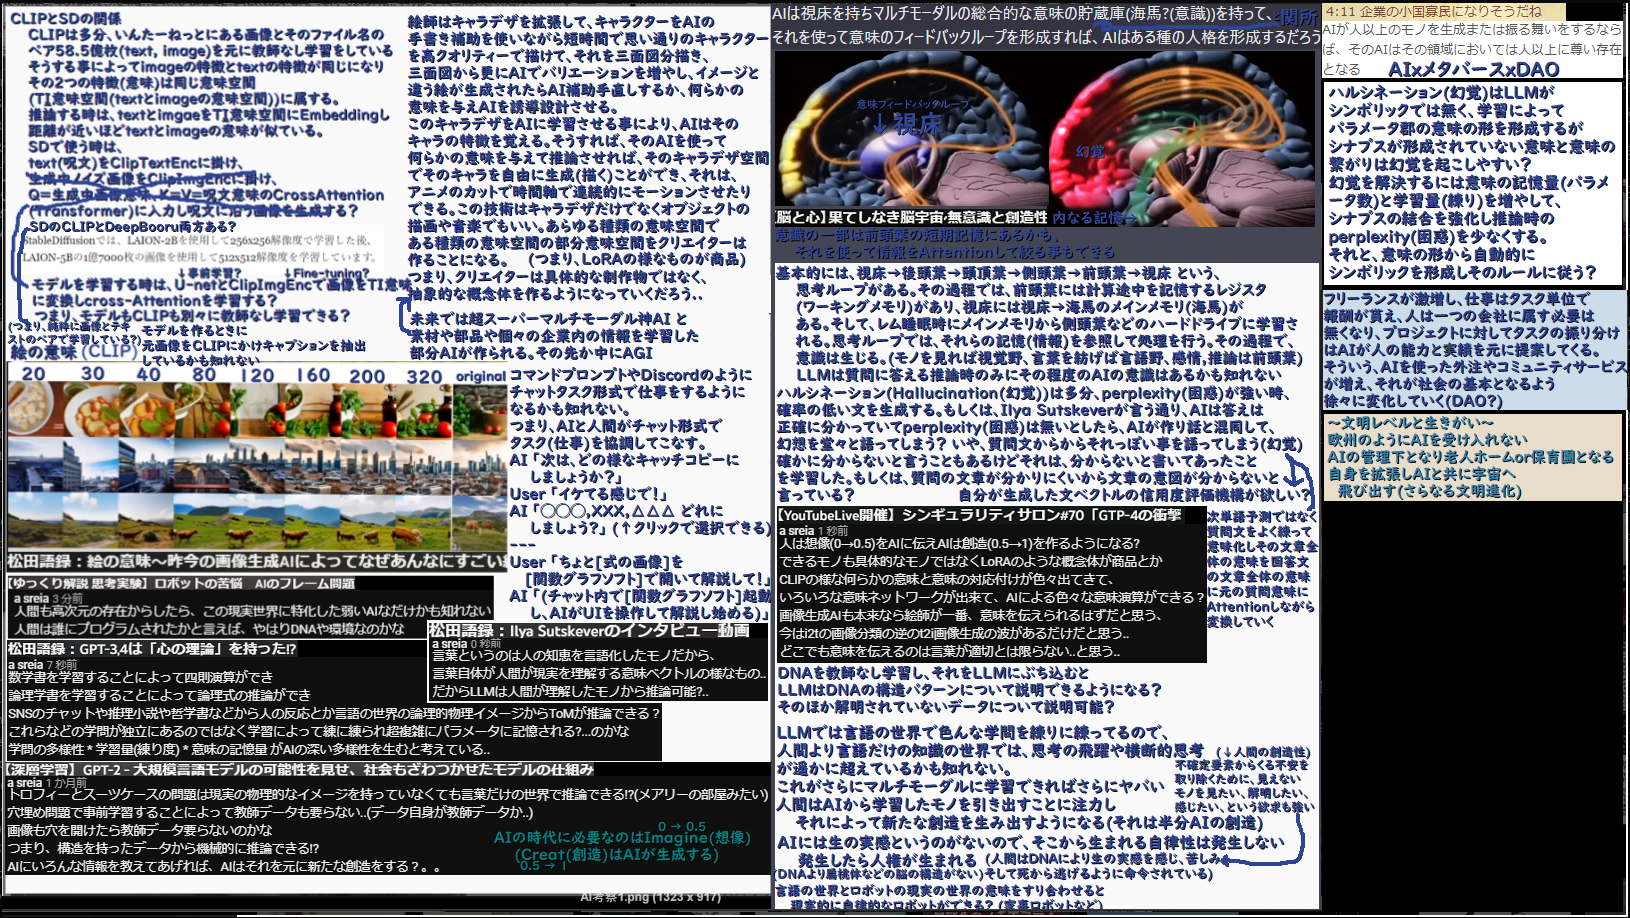 CLIPとSDの関係
CLIPは多分、いんたーねっとにある画像とそのファイル名の
ペア58.5億枚(text, image)を元に教師なし学習をしている
そうする事によってimageの特徴とtextの特徴が同じになり
その2つの特徴(意味)は同じ意味空間
(TI意味空間(textとimageの意味空間))に属する。
推論する時は、textとimgaeをTI意味空間にEmbeddingし
距離が近いほどtextとimageの意味が似ている。
SDで使う時は、
text(呪文)をClipTextEncに掛け、
生成中ノイズ画像をClipImgEncに掛け、
Q=生成中画像意味, K=V=呪文意味のCrossAttention
(Transformer)に入力し呪文に沿う画像を生成する?
SDのCLIPとDeepBooru両方ある?
StableDiffusionでは、LAION-2Bを使用して256x256解像度で学習した後、
LAION-5Bの1億7000枚の画像を使用して512x512解像度で学習しています。
↓事前学習? ↓Fine-tuning?
モデルを学習する時は、U-netとClipImgEncで画像をTI意味
に変換しcross-Attentionを学習する?
つまり、モデルもCLIPも別々に教師なし学習できる?
(つまり、純粋に画像とテキ
ストのペアで学習している?)
モデルを作るときに
元画像をCLIPにかけキャプションを抽出
しているかも知れない
絵の意味 (CLIP)
20 30 40 80 120 160 200 320 original
松田語録：絵の意味～昨今の画像生成AIによってなぜあんなにすごい
【ゆっくり解説 思考実験】ロボットの苦悩 AIのフレーム問題
a sreia 3 分前
人間も高次元の存在からしたら、この現実世界に特化した弱いAIなだけかも知れない
人間は誰にプログラムされたかと言えば、やはりDNAや環境なのかな
松田語録：GPT-3,4は「心の理論」を持った!?
a sreia 7 秒前
数学書を学習することによって四則演算ができ
論理学書を学習することによって論理式の推論ができ
SNSのチャットや推理小説や哲学書などから人の反応とか言語の世界の論理的物理イメージからToMが推論できる？
これらなどの学問が独立にあるのではなく学習によって練に練られ超複雑にパラメータに記憶される?...のかな
学問の多様性 * 学習量(練り度) * 意味の記憶量 がAIの深い多様性を生むと考えている..
【深層学習】GPT-2 - 大規模言語モデルの可能性を見せ、社会もざわつかせたモデルの仕組み
a sreia 1 か月前
トロフィーとスーツケースの問題は現実の物理的なイメージを持っていなくても言葉だけの世界で推論できる!?(メアリーの部屋みたい)
穴埋め問題で事前学習することによって教師データも要らない..(データ自身が教師データか..)
画像も穴を開けたら教師データ要らないのかな
つまり、構造を持ったデータから機械的に推論できる!?
AIにいろんな情報を教えてあげれば、AIはそれを元に新たな創造をする？。。
0 → 0.5
AIの時代に必要なのはImagine(想像)
(Creat(創造)はAIが生成する)
0.5 → 1
絵師はキャラデザを拡張して、キャラクターをAIの
手書き補助を使いながら短時間で思い通りのキャラクター
を高クオリティーで描けて、それを三面図分描き、
三面図から更にAIでバリエーションを増やし、イメージと
違う絵が生成されたらAI補助手直しするか、何らかの
意味を与えAIを誘導設計させる。
このキャラデザをAIに学習させる事により、AIはその
キャラの特徴を覚える。そうすれば、そのAIを使って
何らかの意味を与えて推論させれば、そのキャラデザ空間
でそのキャラを自由に生成(描く)ことができ、それは、
アニメのカットで時間軸で連続的にモーションさせたり
できる。この技術はキャラデザだけでなくオブジェクトの
描画や音楽でもいい。あらゆる種類の意味空間で
ある種類の意味空間の部分意味空間をクリエイターは
作ることになる。 (つまり、LoRAの様なものが商品)
つまり、クリエイターは具体的な制作物ではなく、
抽象的な概念体を作るようになっていくだろう..
未来では超スーパーマルチモーダル神AI と
素材や部品や個々の企業内の情報を学習した
部分AIが作られる。その先か中にAGI
コマンドプロンプトやDiscordのように
チャットタスク形式で仕事をするように
なるかも知れない。
つまり、AIと人間がチャット形式で
タスク(仕事)を協調してこなす。
AI 「次は、どの様なキャッチコピーに
しましょうか?」
User 「イケてる感じで!」
AI 「○○○,XXX,△△△ どれに
しましょう?」(↑クリックで選択できる)
---
User 「ちょと[式の画像]を
[関数グラフソフト]で開いて解説して!」
AI 「(チャット内で[関数グラフソフト]起動
し、AIがUIを操作して解説し始める)」
松田語録：Ilya Sutskeverのインタビュー動画
a sreia 0 秒前
言葉というのは人の知恵を言語化したモノだから、
言葉自体が人間が現実を理解する意味ベクトルの様なもの..
だからLLMは人間が理解したモノから推論可能?..
AI考察1.png (1323 x 917)
AIは視床を持ちマルチモーダルの総合的な意味の貯蔵庫(海馬?(意識))を持って、
関所
それを使って意味のフィードバックループを形成すれば、AIはある種の人格を形成するだろう
意味フィードバックループ
↓視床
幻覚
【脳と心】果てしなき脳宇宙·無意識と創造性
内なる記憶→
意識の一部は前頭葉の短期記憶にあるかも、
それを使って情報をAttentionして絞る事もできる
基本的には、視床→後頭葉→頭頂葉→側頭葉→前頭葉→視床 という、
思考ループがある。その過程では、前頭葉には計算途中を記憶するレジスタ
(ワーキングメモリ)があり、視床には視床→海馬のメインメモリ(海馬)が
ある。そして、レム睡眠時にメインメモリから側頭葉などのハードドライブに学習さ
れる。思考ループでは、それらの記憶(情報)を参照して処理を行う。その過程で、
意識は生じる。(モノを見れば視覚野、言葉を紡げば言語野、感情、推論は前頭葉)
LLMは質問に答える推論時のみにその程度のAIの意識はあるかも知れない
ハルシネーション(Hallucination(幻覚))は多分、perplexity(困惑)が強い時、
確率の低い文を生成する。もしくは、Ilya Sutskeverが言う通り、AIは答えは
正確に分かっていてperplexity(困惑)は無いとしたら、AIが作り話と混同して、
幻想を堂々と語ってしまう? いや、質問文からからそれっぽい事を語ってしまう(幻覚)
確かに分からないと言うこともあるけどそれは、分からないと書いてあったこと
を学習した。もしくは、質問の文章が分かりにくいから文章の意図が分からないと
言っている? 自分が生成した文ベクトルの信用度評価機構が欲しい?
【YouTubeLive開催】シンギュラリティサロン#70「GTP-4の衝撃
a sreia 1 秒前
人は想像(0→0.5)をAIに伝えAIは創造(0.5→1)を作るようになる?
できるモノも具体的なモノではなくLoRAのような概念体が商品とか
CLIPの様な何らかの意味と意味の対応付けが色々出てきて、
いろいろな意味ネットワークが出来て、AIによる色々な意味演算ができる？
画像生成AIも本来なら絵師が一番、意味を伝えられるはずだと思う、
今はi2tの画像分類の逆のt2i画像生成の波があるだけだと思う..
どこでも意味を伝えるのは言葉が適切とは限らない..と思う..
次単語予測ではなく
質問文をよく練って
意味化しその文章全
体の意味を回答文
の文章全体の意味
に元の質問意味に
Attentionしながら
変換していく
DNAを教師なし学習し、それをLLMにぶち込むと
LLMはDNAの構造パターンについて説明できるようになる?
そのほか解明されていないデータについて説明可能?
LLMでは言語の世界で色んな学問を練りに練ってるので、
人間より言語だけの知識の世界では、思考の飛躍や横断的思考
が遥かに超えているかも知れない。
これがさらにマルチモーダルに学習できればさらにヤバい
人間はAIから学習したモノを引き出すことに注力し
それによって新たな創造を生み出すようになる(それは半分AIの創造)
(↓人間の創造性)
不確定要素からくる不安を
取り除くために、見えない
モノを見たい、解明したい、
感じたい、という欲求も強い
AIには生の実感というのがないので、そこから生まれる自律性は発生しない
発生したら人権が生まれる (人間はDNAにより生の実感を感じ、苦しみ
(DNAより扁桃体などの脳の構造がない)そして死から逃げるように命令されている)
言語の世界とロボットの現実の世界の意味をすり合わせると
現実的に自律的なロボットができる? (家事ロボットなど)
4:11 企業の小国寡民になりそうだね
AIが人以上のモノを生成または振る舞いをするなら
ば、そのAIはその領域においては人以上に尊い存在
となる
AIxメタバースxDAO
ハルシネーション(幻覚)はLLMが
シンボリックでは無く、学習によって
パラメータ郡の意味の形を形成するが
シナプスが形成されていない意味と意味の
繋がりは幻覚を起こしやすい?
幻覚を解決するには意味の記憶量(パラメ
ータ数)と学習量(練り)を増やして、
シナプスの結合を強化し推論時の
perplexity(困惑)を少なくする。
それと、意味の形から自動的に
シンボリックを形成しそのルールに従う?
フリーランスが激増し、仕事はタスク単位で
報酬が貰え、人は一つの会社に属す必要は
無くなり、プロジェクトに対してタスクの振り分け
はAIが人の能力と実績を元に提案してくる。
そういう、AIを使った外注やコミュニティサービス
が増え、それが社会の基本となるよう
徐々に変化していく(DAO?)
～文明レベルと生きがい～
欧州のようにAIを受け入れない
AIの管理下となり老人ホームor保育園となる
自身を拡張しAIと共に宇宙へ
飛び出す(さらなる文明進化)